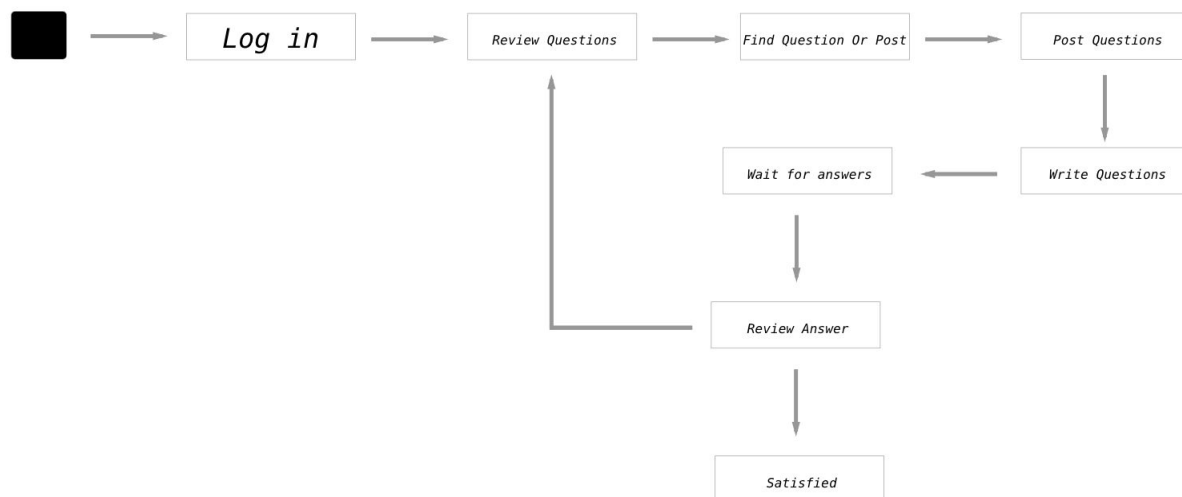 Log in
Review Questions
Find Question Or Post
Post Questions
Wait for answers
Write Questions
Review Answer
Satisfied